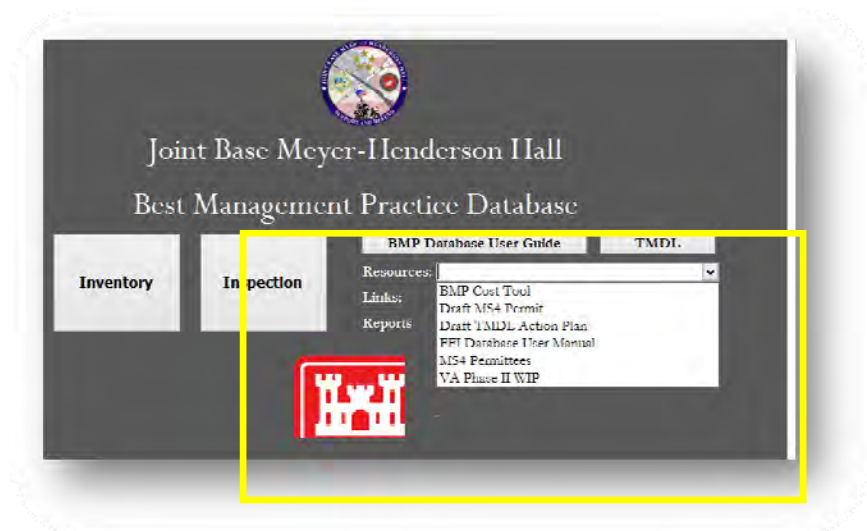 Joint Base Meyer-Henderson Hall
Best Management Practice Database
BMP Database User Guide TMDL
Inventory Inspection
Resources:
BMP Cost Tool
Links:
Draft MS4 Permit
Reports
Draft TMDL Action Plan
EFI Database User Manual
MS4 Permittees
VA Phase II WIP